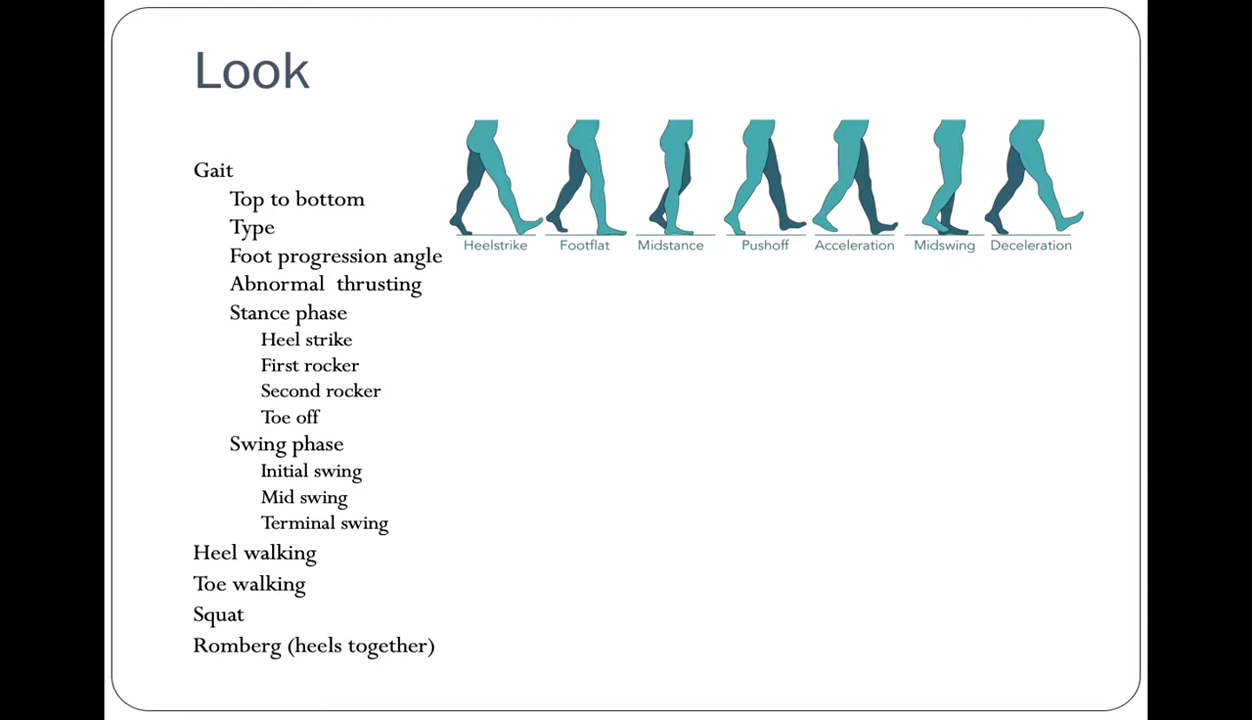 Look
Gait
Top to bottom
Type
Foot progression angle
Abnormal thrusting
Stance phase
Heel strike
First rocker
Second rocker
Toe off
Swing phase
Initial swing
Mid swing
Terminal swing
Heel walking
Toe walking
Squat
Romberg (heels together)
Heelstrike Footflat Midstance Pushoff Acceleration Midswing Deceleration